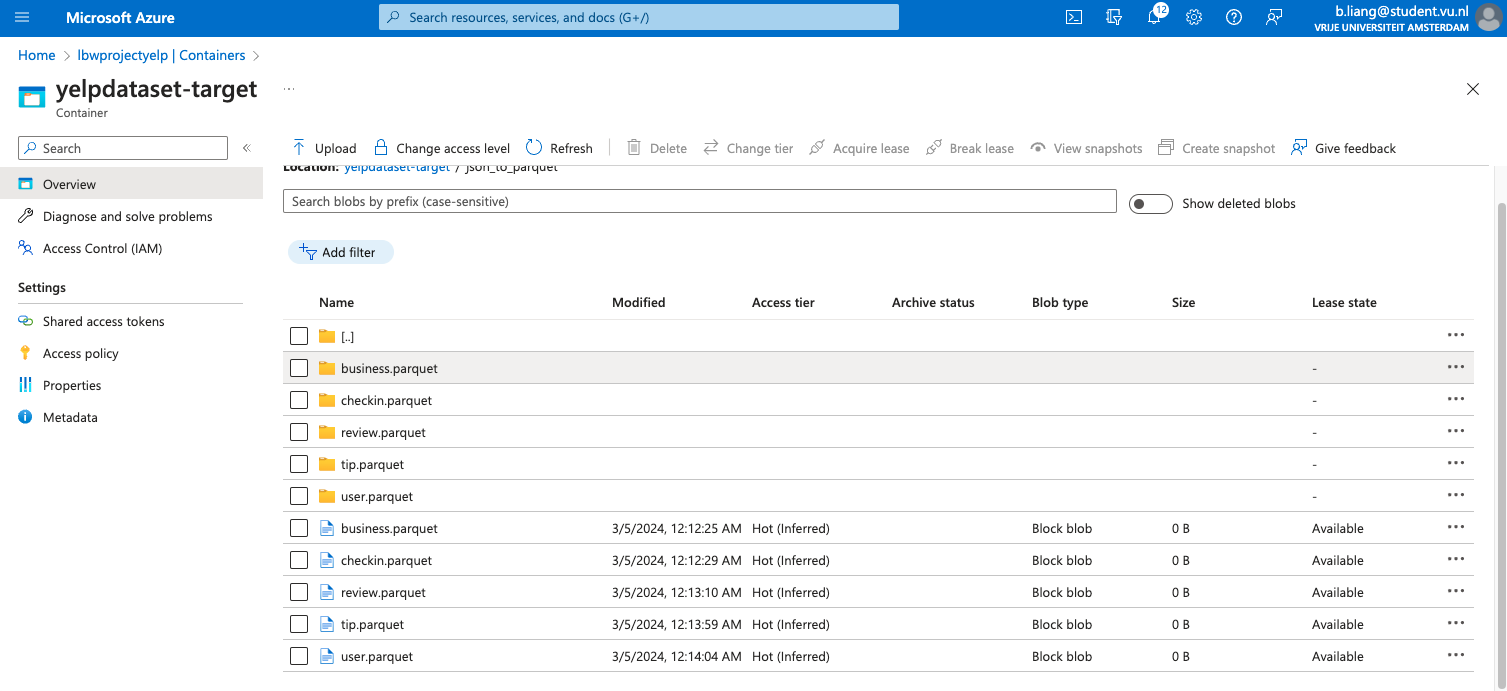 Microsoft Azure
Search resources, services, and docs (G+/)
12
b.liang@student.vu.nl
VRIJE UNIVERSITEIT AMSTERDAM
Home > lbwprojectyelp | Containers >
yelpdataset-target ...
Container
Search «
Upload Change access level Refresh Delete Change tier Acquire lease Break lease View snapshots Create snapshot Give feedback
Overview
Diagnose and solve problems
Access Control (IAM)
Settings
Shared access tokens
Access policy
Properties
Metadata
Location: yelpdataset-target / json_to_parquet
Search blobs by prefix (case-sensitive)
Show deleted blobs
Add filter
Name Modified Access tier Archive status Blob type Size Lease state
[..] ...
business.parquet - ...
checkin.parquet - ...
review.parquet - ...
tip.parquet - ...
user.parquet - ...
business.parquet 3/5/2024, 12:12:25 AM Hot (Inferred) Block blob 0 B Available ...
checkin.parquet 3/5/2024, 12:12:29 AM Hot (Inferred) Block blob 0 B Available ...
review.parquet 3/5/2024, 12:13:10 AM Hot (Inferred) Block blob 0 B Available ...
tip.parquet 3/5/2024, 12:13:59 AM Hot (Inferred) Block blob 0 B Available ...
user.parquet 3/5/2024, 12:14:04 AM Hot (Inferred) Block blob 0 B Available ...